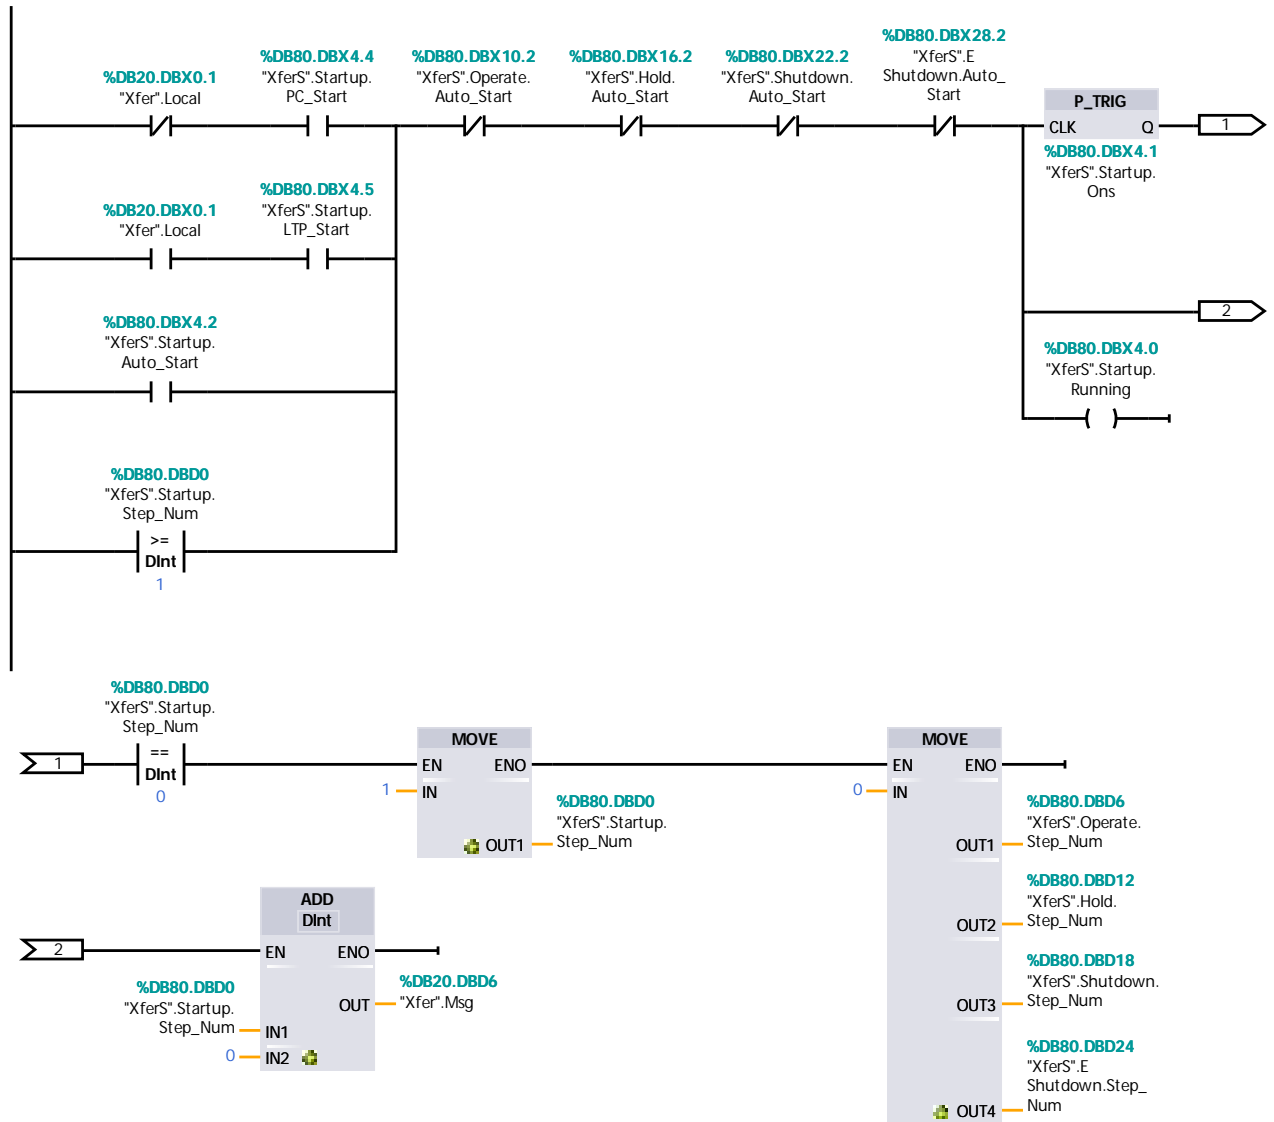 %DB20.DBX0.1
"Xfer".Local
%DB80.DBX4.4
"XferS".Startup.
PC_Start
%DB80.DBX10.2
"XferS".Operate.
Auto_Start
%DB80.DBX16.2
"XferS".Hold.
Auto_Start
%DB80.DBX22.2
"XferS".Shutdown.
Auto_Start
%DB80.DBX28.2
"XferS".E
Shutdown.Auto_
Start
P_TRIG
CLK Q
%DB80.DBX4.1
"XferS".Startup.
Ons
1
%DB20.DBX0.1
"Xfer".Local
%DB80.DBX4.5
"XferS".Startup.
LTP_Start
2
%DB80.DBX4.2
"XferS".Startup.
Auto_Start
%DB80.DBX4.0
"XferS".Startup.
Running
%DB80.DBD0
"XferS".Startup.
Step_Num
>=
DInt
1
%DB80.DBD0
"XferS".Startup.
Step_Num
1
==
DInt
0
MOVE
EN ENO
1 IN
OUT1
%DB80.DBD0
"XferS".Startup.
Step_Num
MOVE
EN ENO
0 IN
OUT1
%DB80.DBD6
"XferS".Operate.
Step_Num
OUT2
%DB80.DBD12
"XferS".Hold.
Step_Num
OUT3
%DB80.DBD18
"XferS".Shutdown.
Step_Num
OUT4
%DB80.DBD24
"XferS".E
Shutdown.Step_
Num
2
ADD
DInt
EN ENO
%DB80.DBD0
"XferS".Startup.
Step_Num IN1
0 IN2
OUT
%DB20.DBD6
"Xfer".Msg